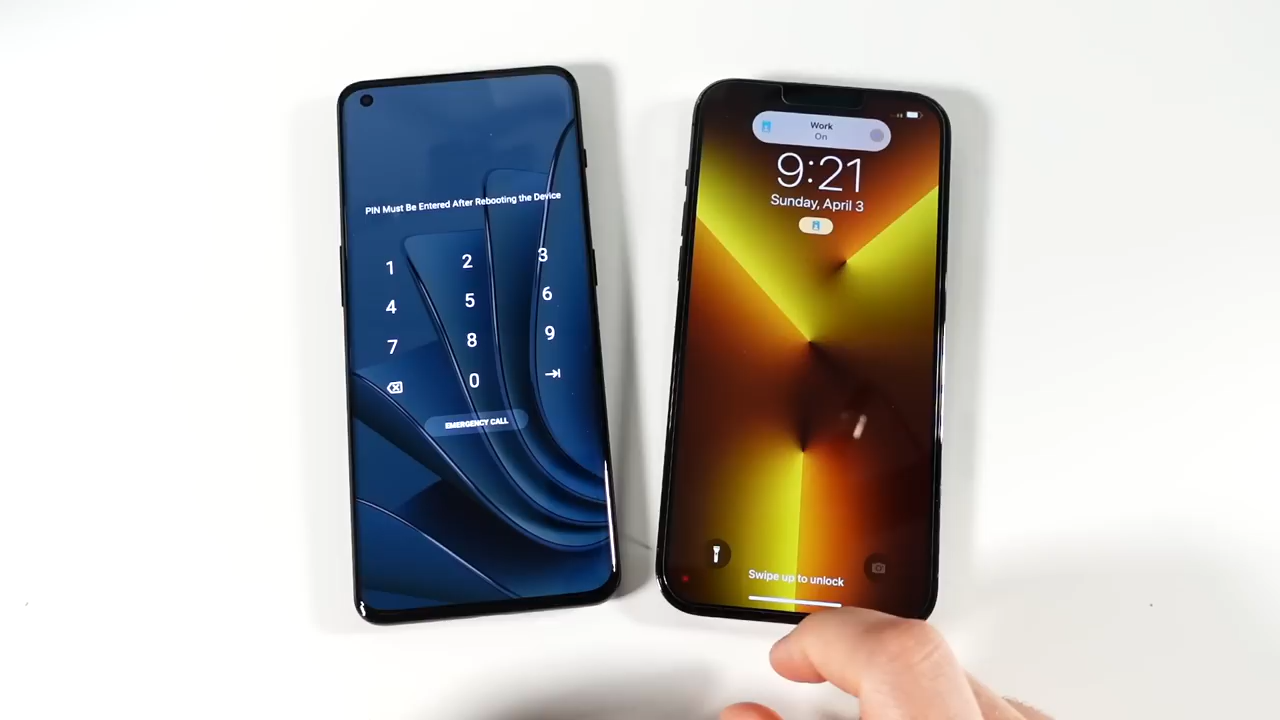 PIN Must Be Entered After Rebooting the Device
1 2 3
4 5 6
7 8 9
0
EMERGENCY CALL
Work
On
9:21
Sunday, April 3
Swipe up to unlock